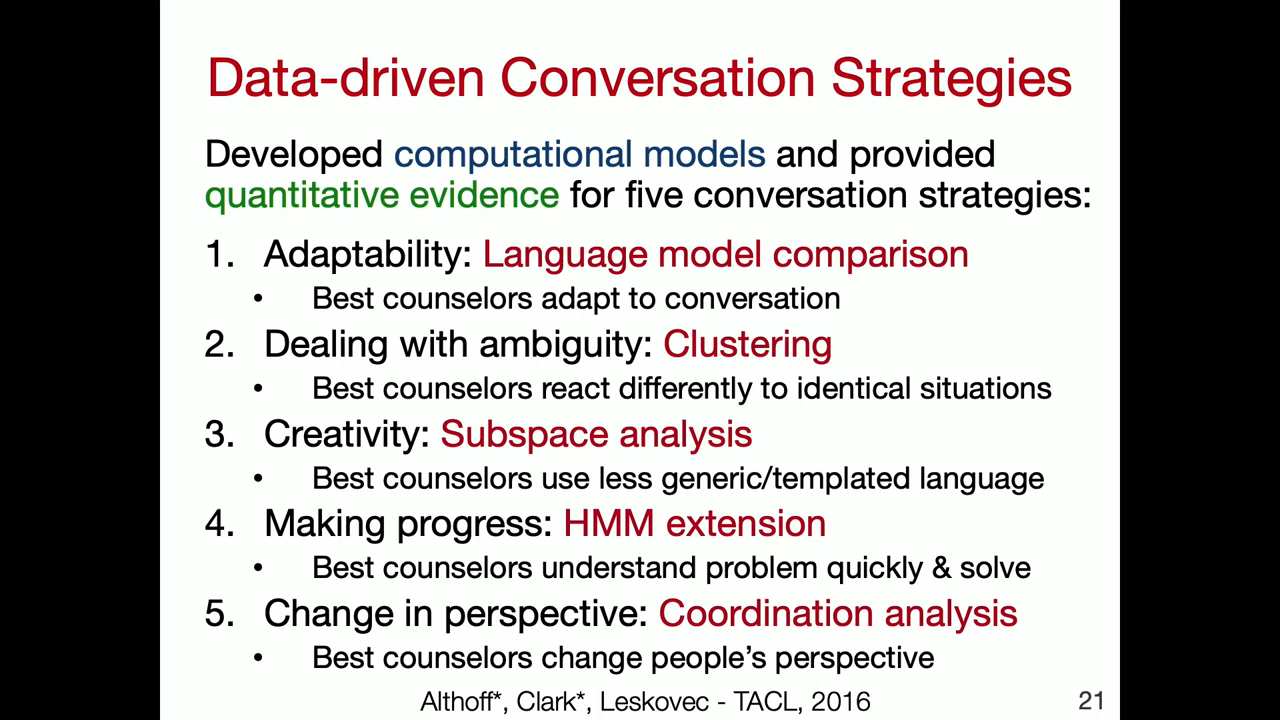 Data-driven Conversation Strategies
Developed computational models and provided
quantitative evidence for five conversation strategies:
1. Adaptability: Language model comparison
• Best counselors adapt to conversation
2. Dealing with ambiguity: Clustering
• Best counselors react differently to identical situations
3. Creativity: Subspace analysis
• Best counselors use less generic/templated language
4. Making progress: HMM extension
• Best counselors understand problem quickly & solve
5. Change in perspective: Coordination analysis
• Best counselors change people’s perspective
Althoff*, Clark*, Leskovec - TACL, 2016
21